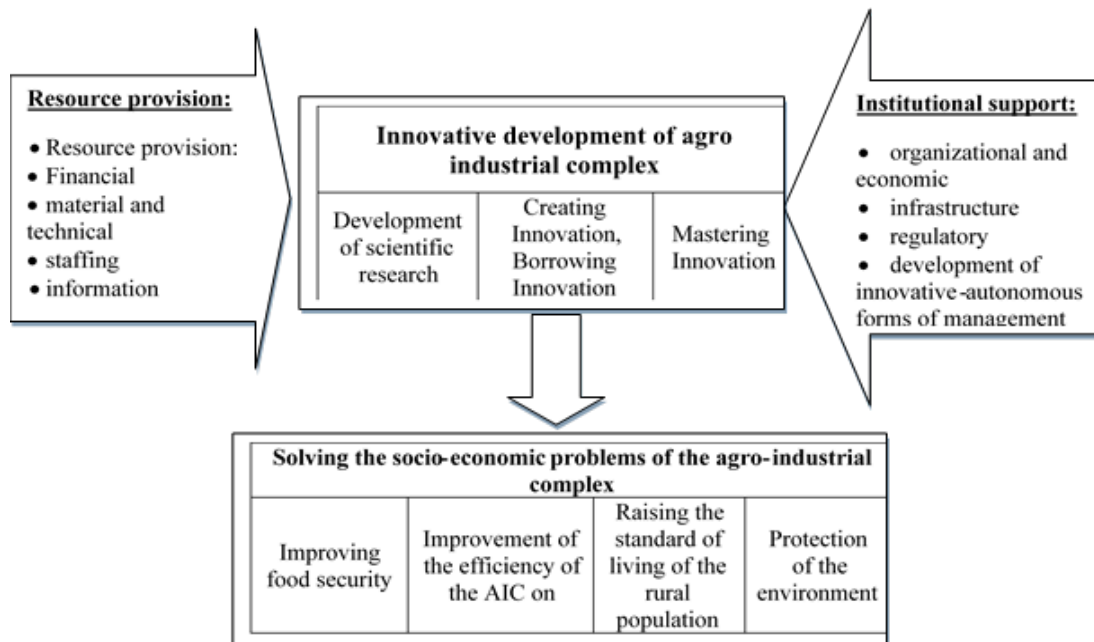 Resource provision:
• Resource provision:
• Financial
• material and
technical
• staffing
• information
Innovative development of agro
industrial complex
Development
of scientific
research
Creating
Innovation,
Borrowing
Innovation
Mastering
Innovation
Institutional support:
• organizational and
economic
• infrastructure
• regulatory
• development of
innovative-autonomous
forms of management
Solving the socio-economic problems of the agro-industrial
complex
Improving
food security
Improvement of
the efficiency of
the AIC on
Raising the
standard of
living of the
rural
population
Protection
of the
environment